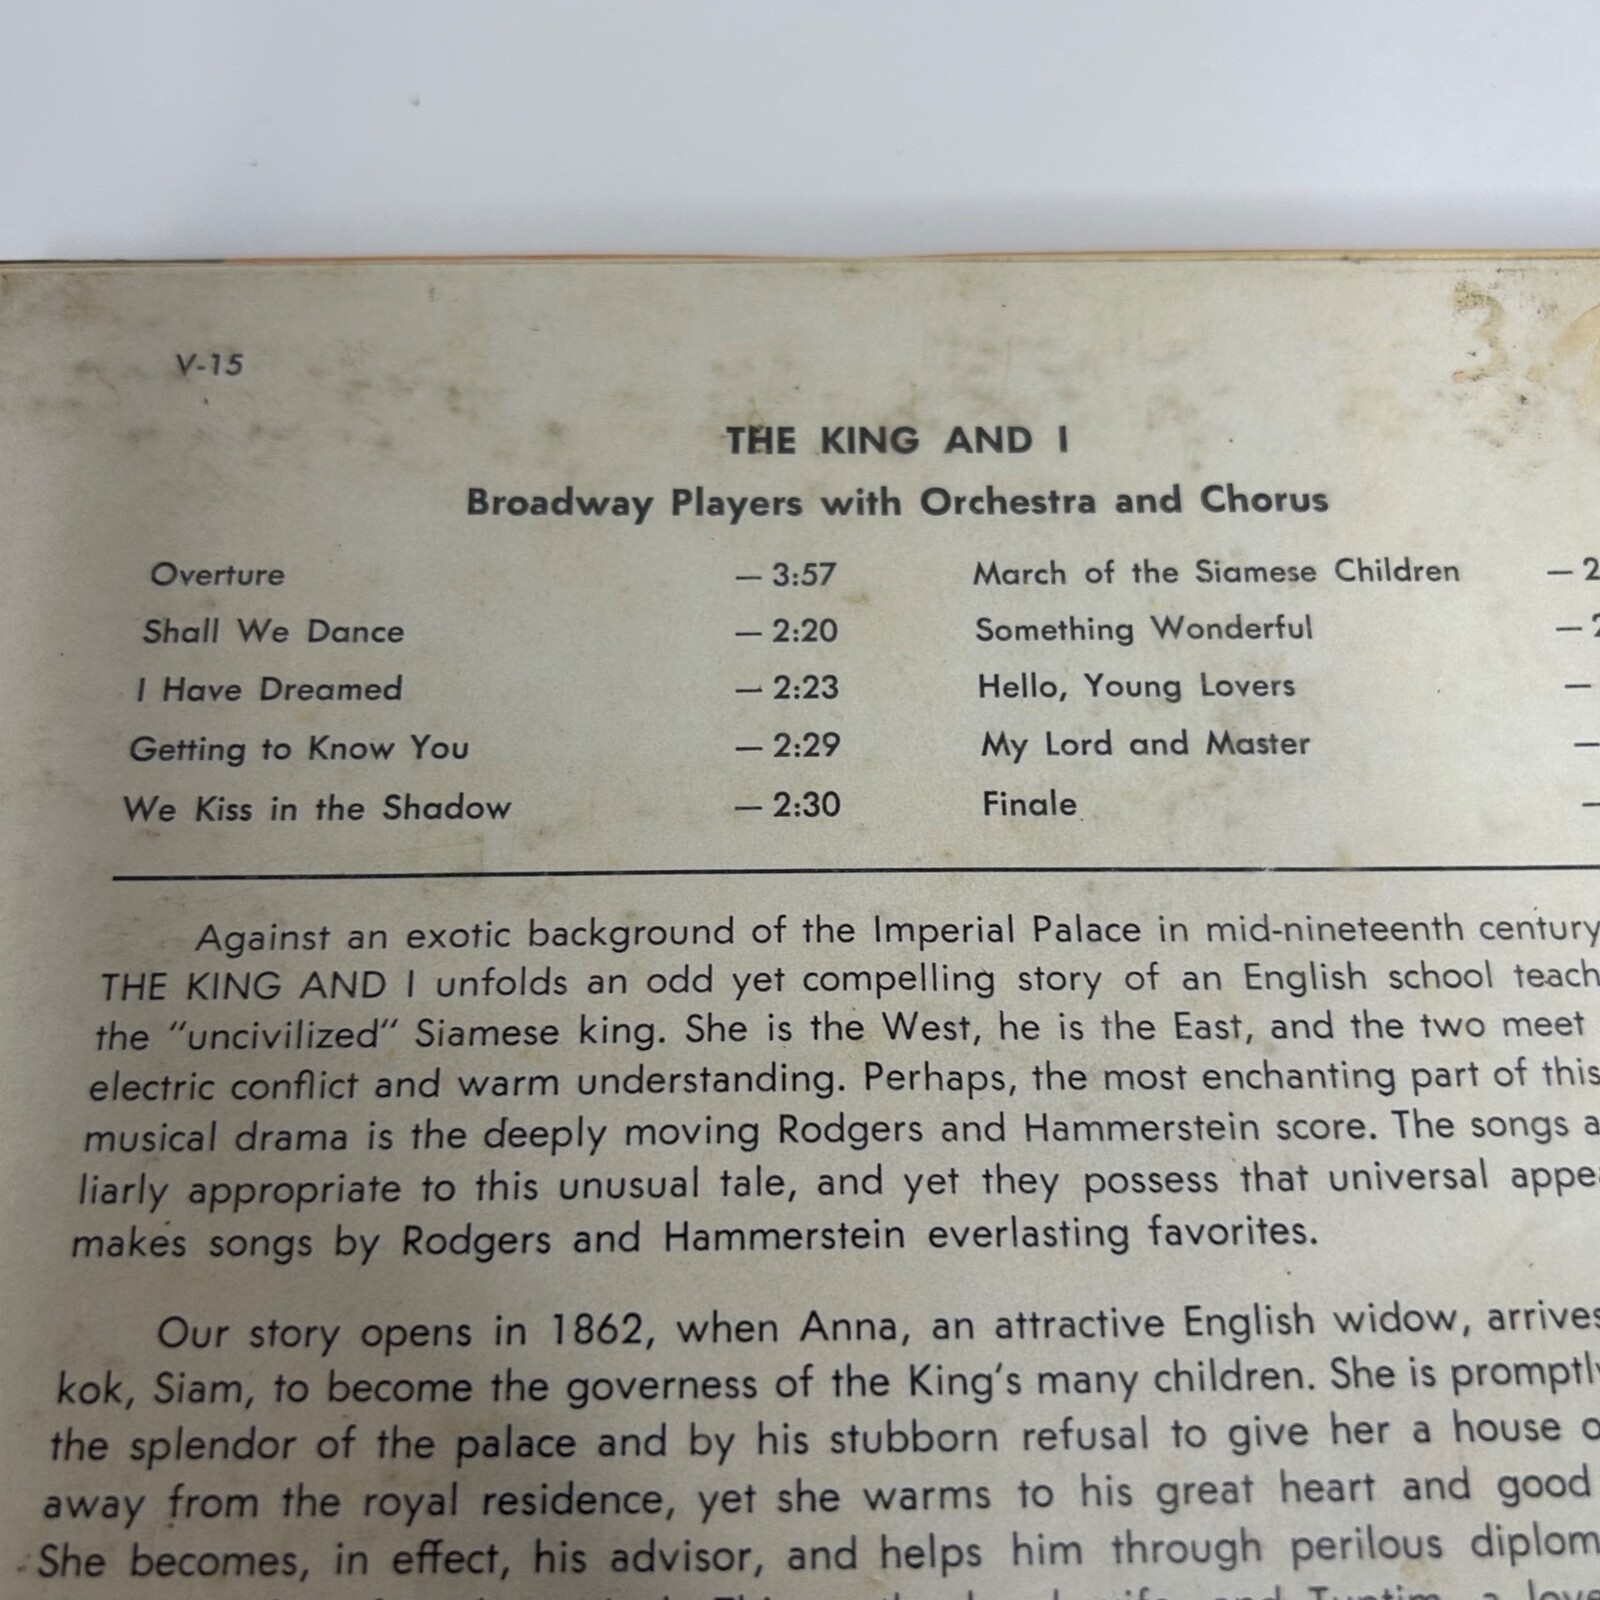 3.
V-15
THE KING AND I
Broadway Players with Orchestra and Chorus
Overture — 3:57 March of the Siamese Children — 2
Shall We Dance — 2:20 Something Wonderful — 2
I Have Dreamed — 2:23 Hello, Young Lovers —
Getting to Know You — 2:29 My Lord and Master —
We Kiss in the Shadow — 2:30 Finale —
Against an exotic background of the Imperial Palace in mid-nineteenth century
THE KING AND I unfolds an odd yet compelling story of an English school teach
the “uncivilized” Siamese king. She is the West, he is the East, and the two meet
electric conflict and warm understanding. Perhaps, the most enchanting part of this
musical drama is the deeply moving Rodgers and Hammerstein score. The songs a
liarly appropriate to this unusual tale, and yet they possess that universal appe
makes songs by Rodgers and Hammerstein everlasting favorites.
Our story opens in 1862, when Anna, an attractive English widow, arrives
kok, Siam, to become the governess of the King's many children. She is promptly
the splendor of the palace and by his stubborn refusal to give her a house o
away from the royal residence, yet she warms to his great heart and good
She becomes, in effect, his advisor, and helps him through perilous diplom
and Tuptim, a love